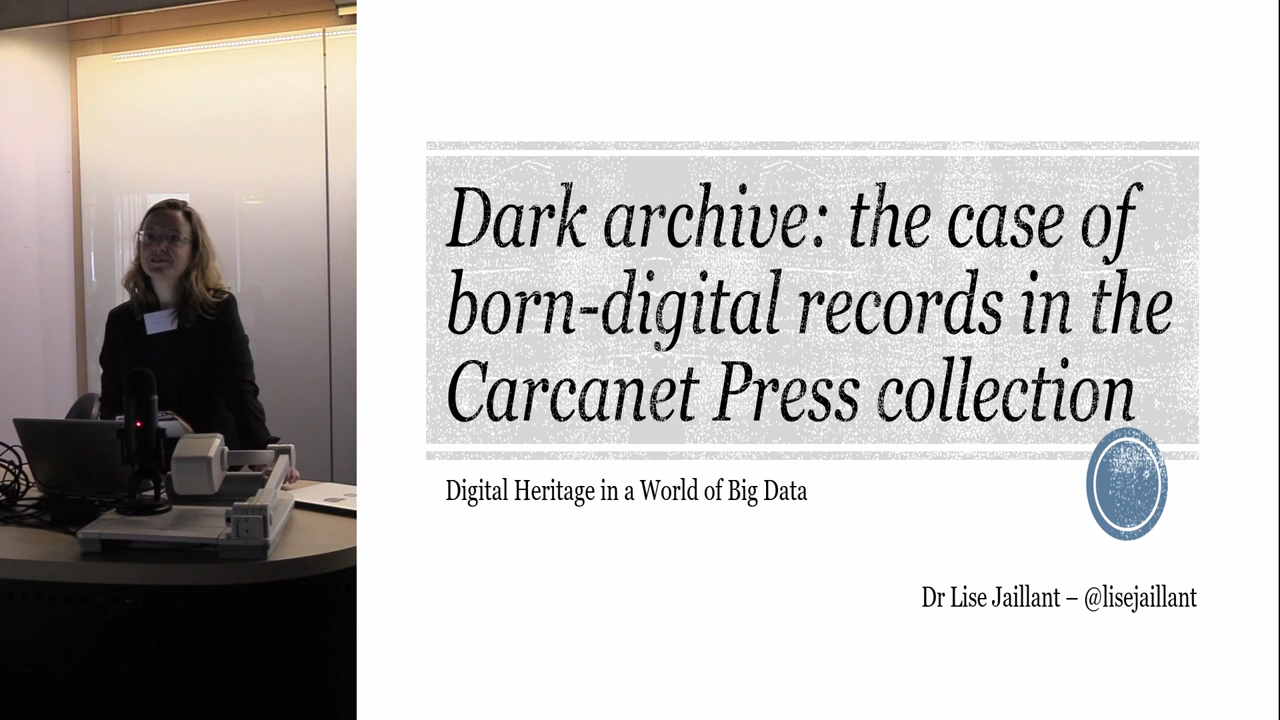 Dark archive: the case of
born-digital records in the
Carcanet Press collection
Digital Heritage in a World of Big Data
Dr Lise Jaillant – @lisejaillant